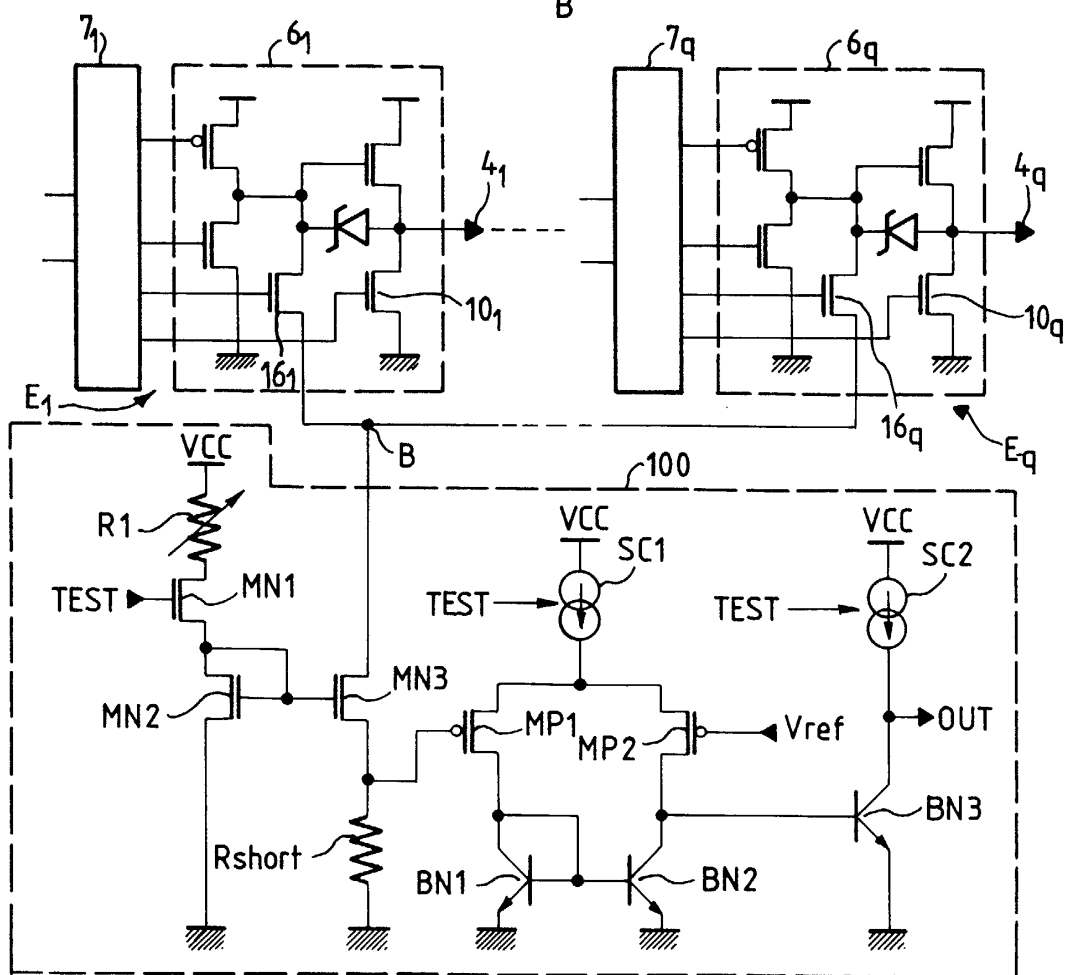 B
7₁
6₁
7q
6q
4₁
4q
10₁
10q
16₁
16q
E₁
Eq
B
100
VCC
R1
TEST
MN1
MN2
MN3
Rshort
VCC
SC1
TEST
MP1
MP2
Vref
BN1
BN2
VCC
SC2
TEST
OUT
BN3